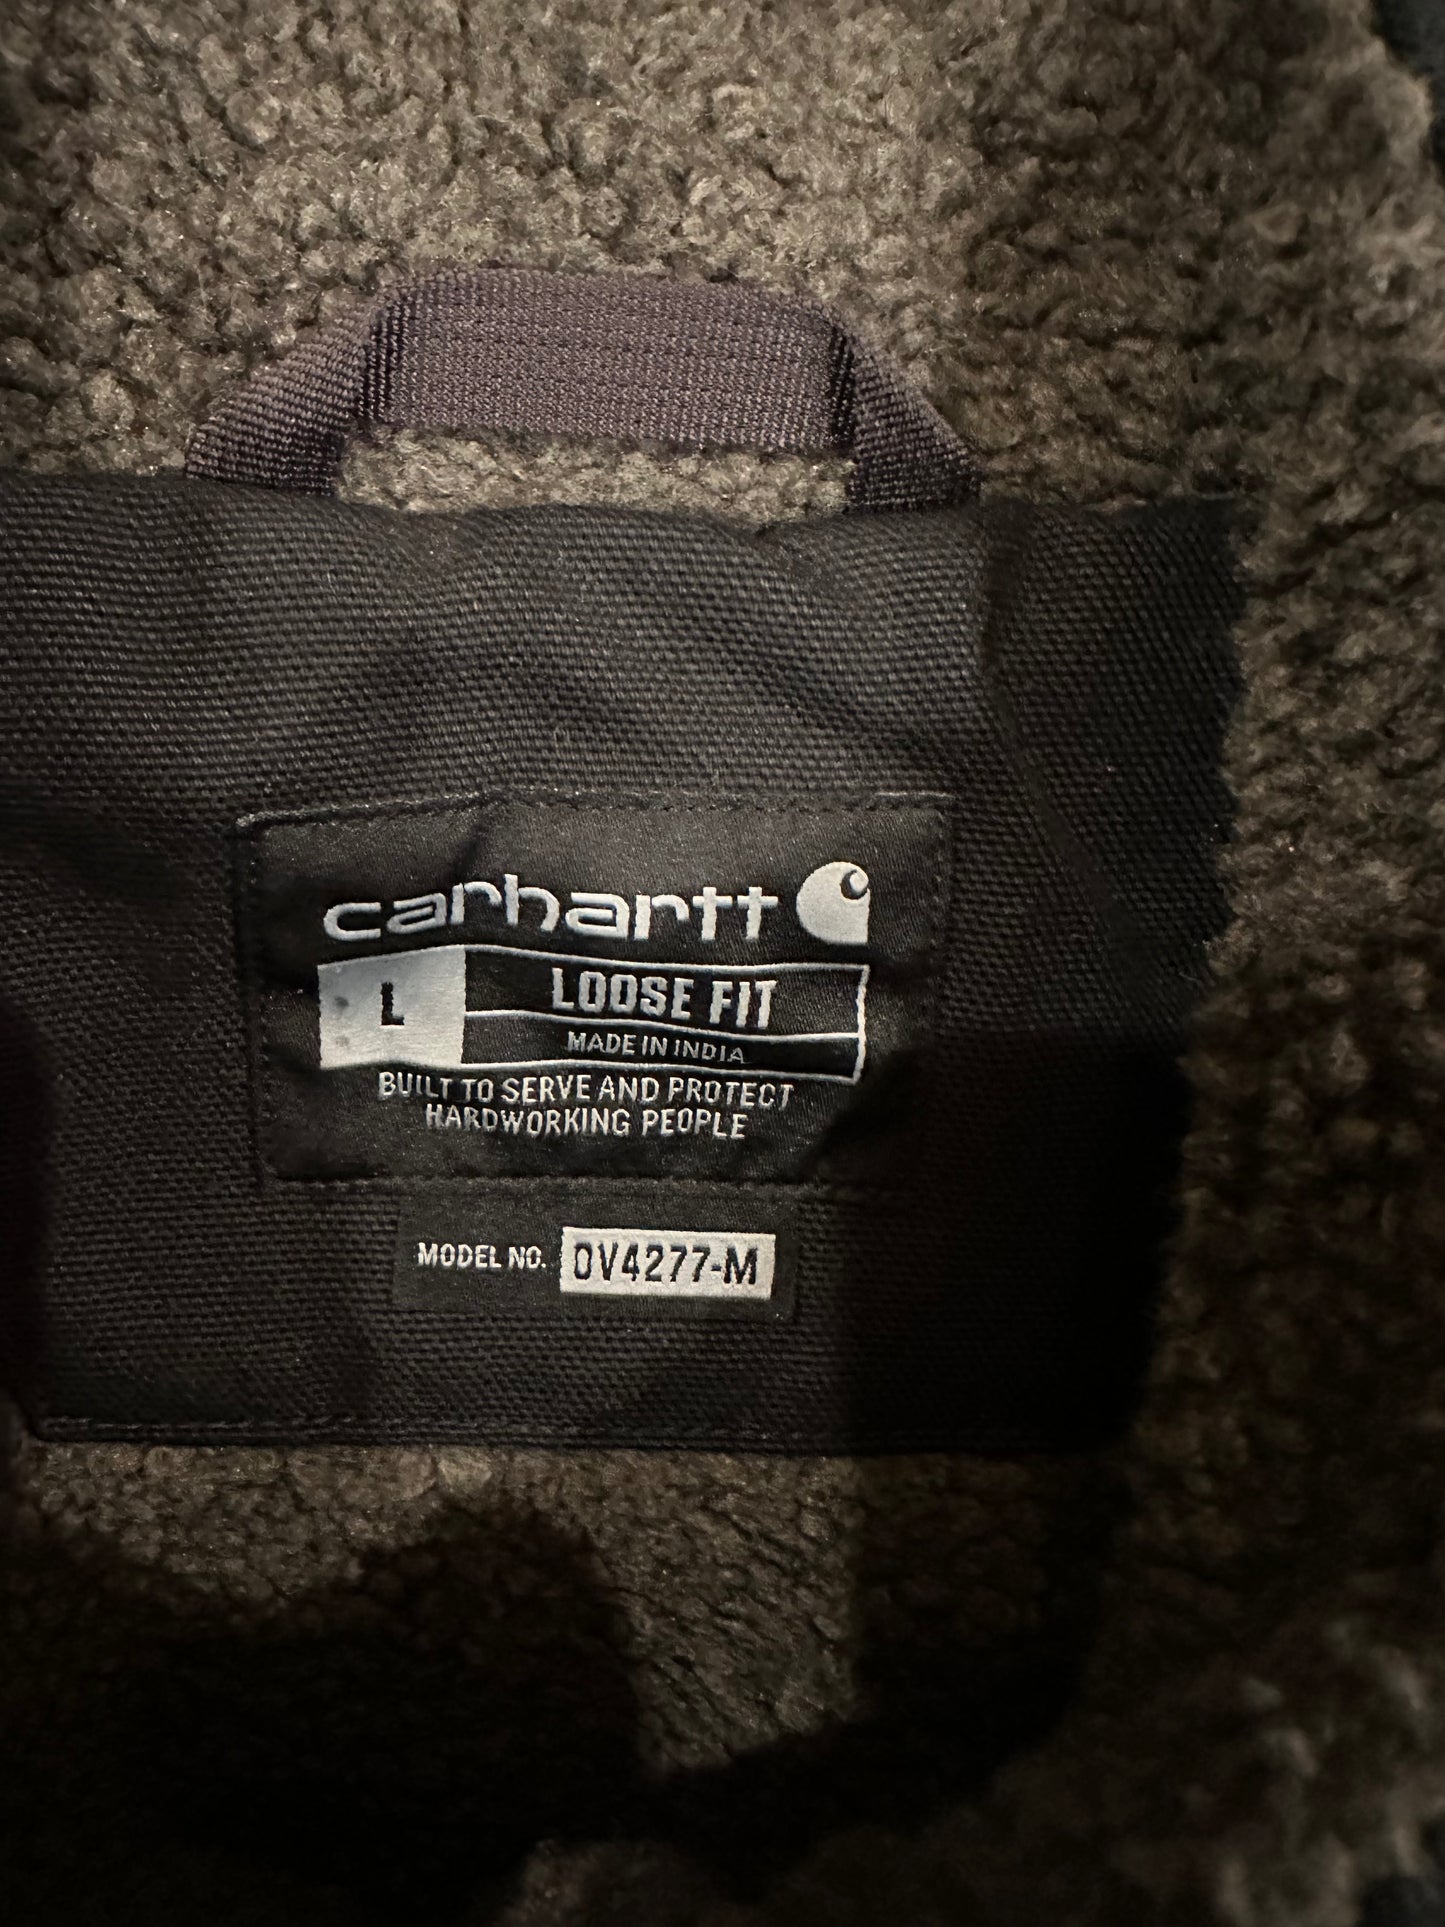 carhartt
L LOOSE FIT
MADE IN INDIA
BUILT TO SERVE AND PROTECT
HARDWORKING PEOPLE
MODEL NO. OV4277-M